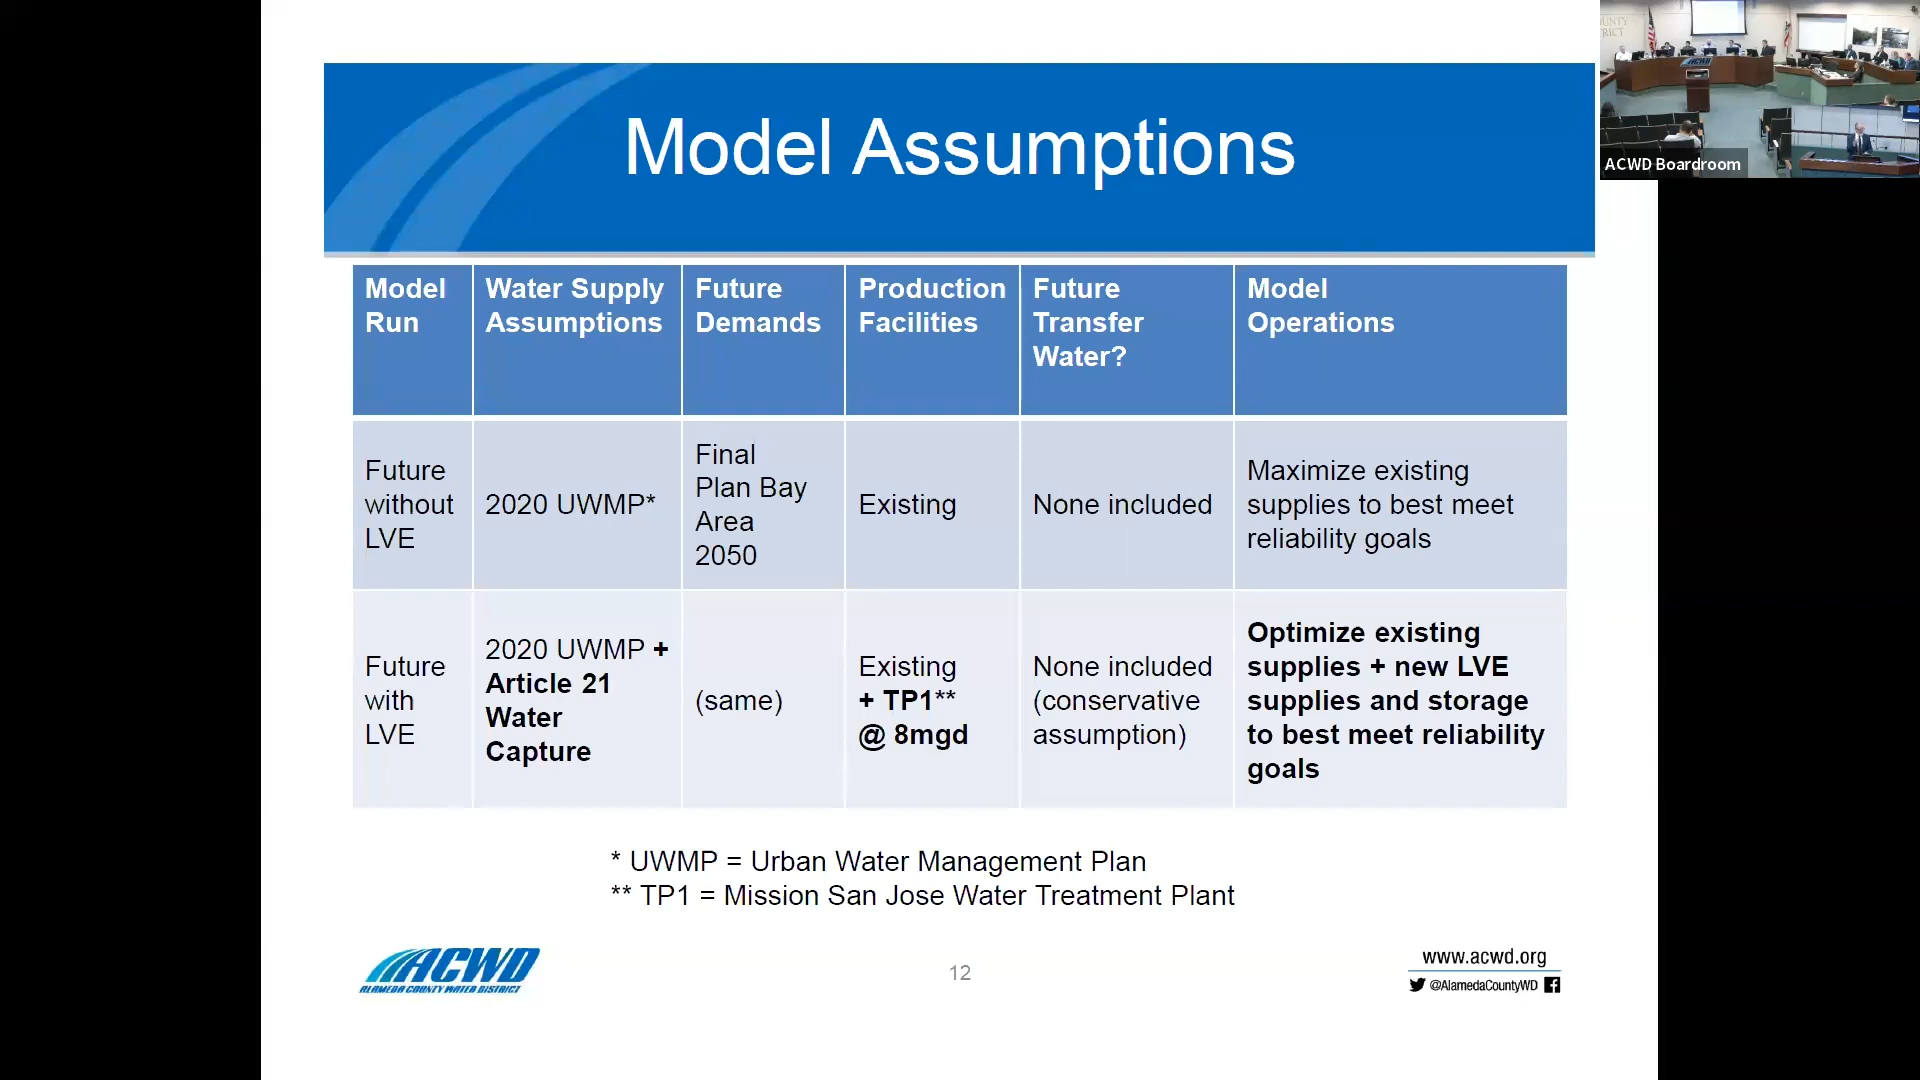 Model Assumptions
ACWD Boardroom
Model Run
Water Supply Assumptions
Future Demands
Production Facilities
Future Transfer Water?
Model Operations
Future without LVE
2020 UWMP*
Final Plan Bay Area 2050
Existing
None included
Maximize existing supplies to best meet reliability goals
Future with LVE
2020 UWMP + Article 21 Water Capture
(same)
Existing + TP1** @ 8mgd
None included (conservative assumption)
Optimize existing supplies + new LVE supplies and storage to best meet reliability goals
* UWMP = Urban Water Management Plan
** TP1 = Mission San Jose Water Treatment Plant
ACWD
ALAMEDA COUNTY WATER DISTRICT
12
www.acwd.org
@AlamedaCountyWD